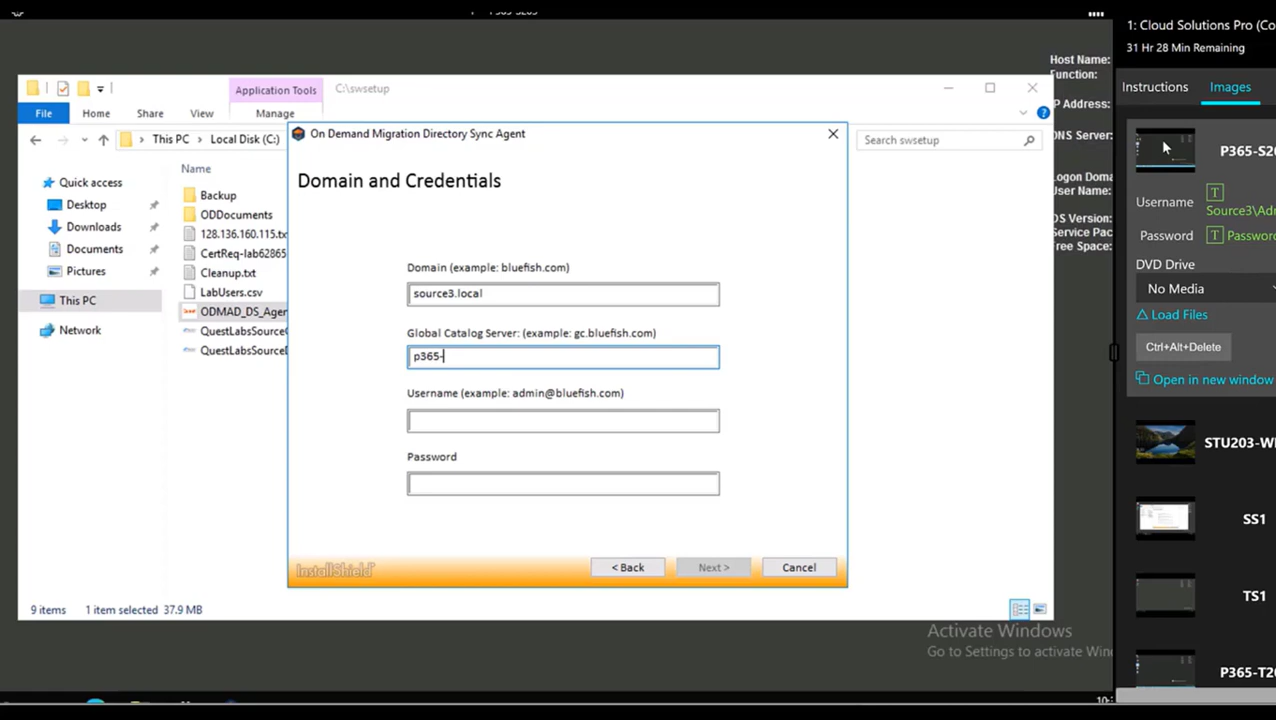 1: Cloud Solutions Pro (Co
31 Hr 28 Min Remaining
Instructions Images
Host Name:
Function:
IP Address:
DNS Server:
Logon Doma
User Name:
OS Version:
Service Pac
Free Space:
Application Tools C:\swsetup
File Home Share View Manage
This PC Local Disk (C:)
Search swsetup
Quick access
Desktop
Downloads
Documents
Pictures
This PC
Network
Name
Backup
ODDocuments
128.136.160.115.tx
CertReq-lab62865
Cleanup.txt
LabUsers.csv
ODMAD_DS_Agen
QuestLabsSource
QuestLabsSource
9 items 1 item selected 37.9 MB
On Demand Migration Directory Sync Agent
Domain and Credentials
Domain (example: bluefish.com)
source3.local
Global Catalog Server: (example: gc.bluefish.com)
p365-
Username (example: admin@bluefish.com)
Password
InstallShield
< Back Next > Cancel
Activate Windows
Go to Settings to activate Win
10:
P365-S20
Username T Source3\Adm
Password T Password
DVD Drive
No Media
Load Files
Ctrl+Alt+Delete
Open in new window
STU203-WI
SS1
TS1
P365-T20